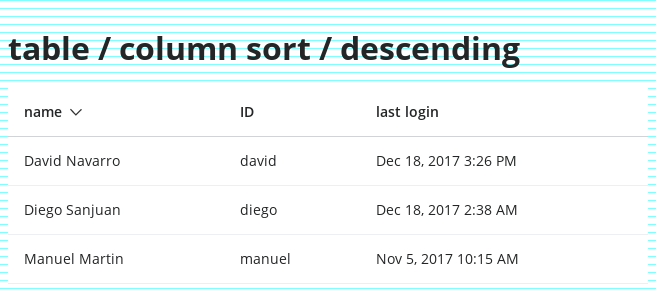 table / column sort / descending
name ID last login
David Navarro david Dec 18, 2017 3:26 PM
Diego Sanjuan diego Dec 18, 2017 2:38 AM
Manuel Martin manuel Nov 5, 2017 10:15 AM